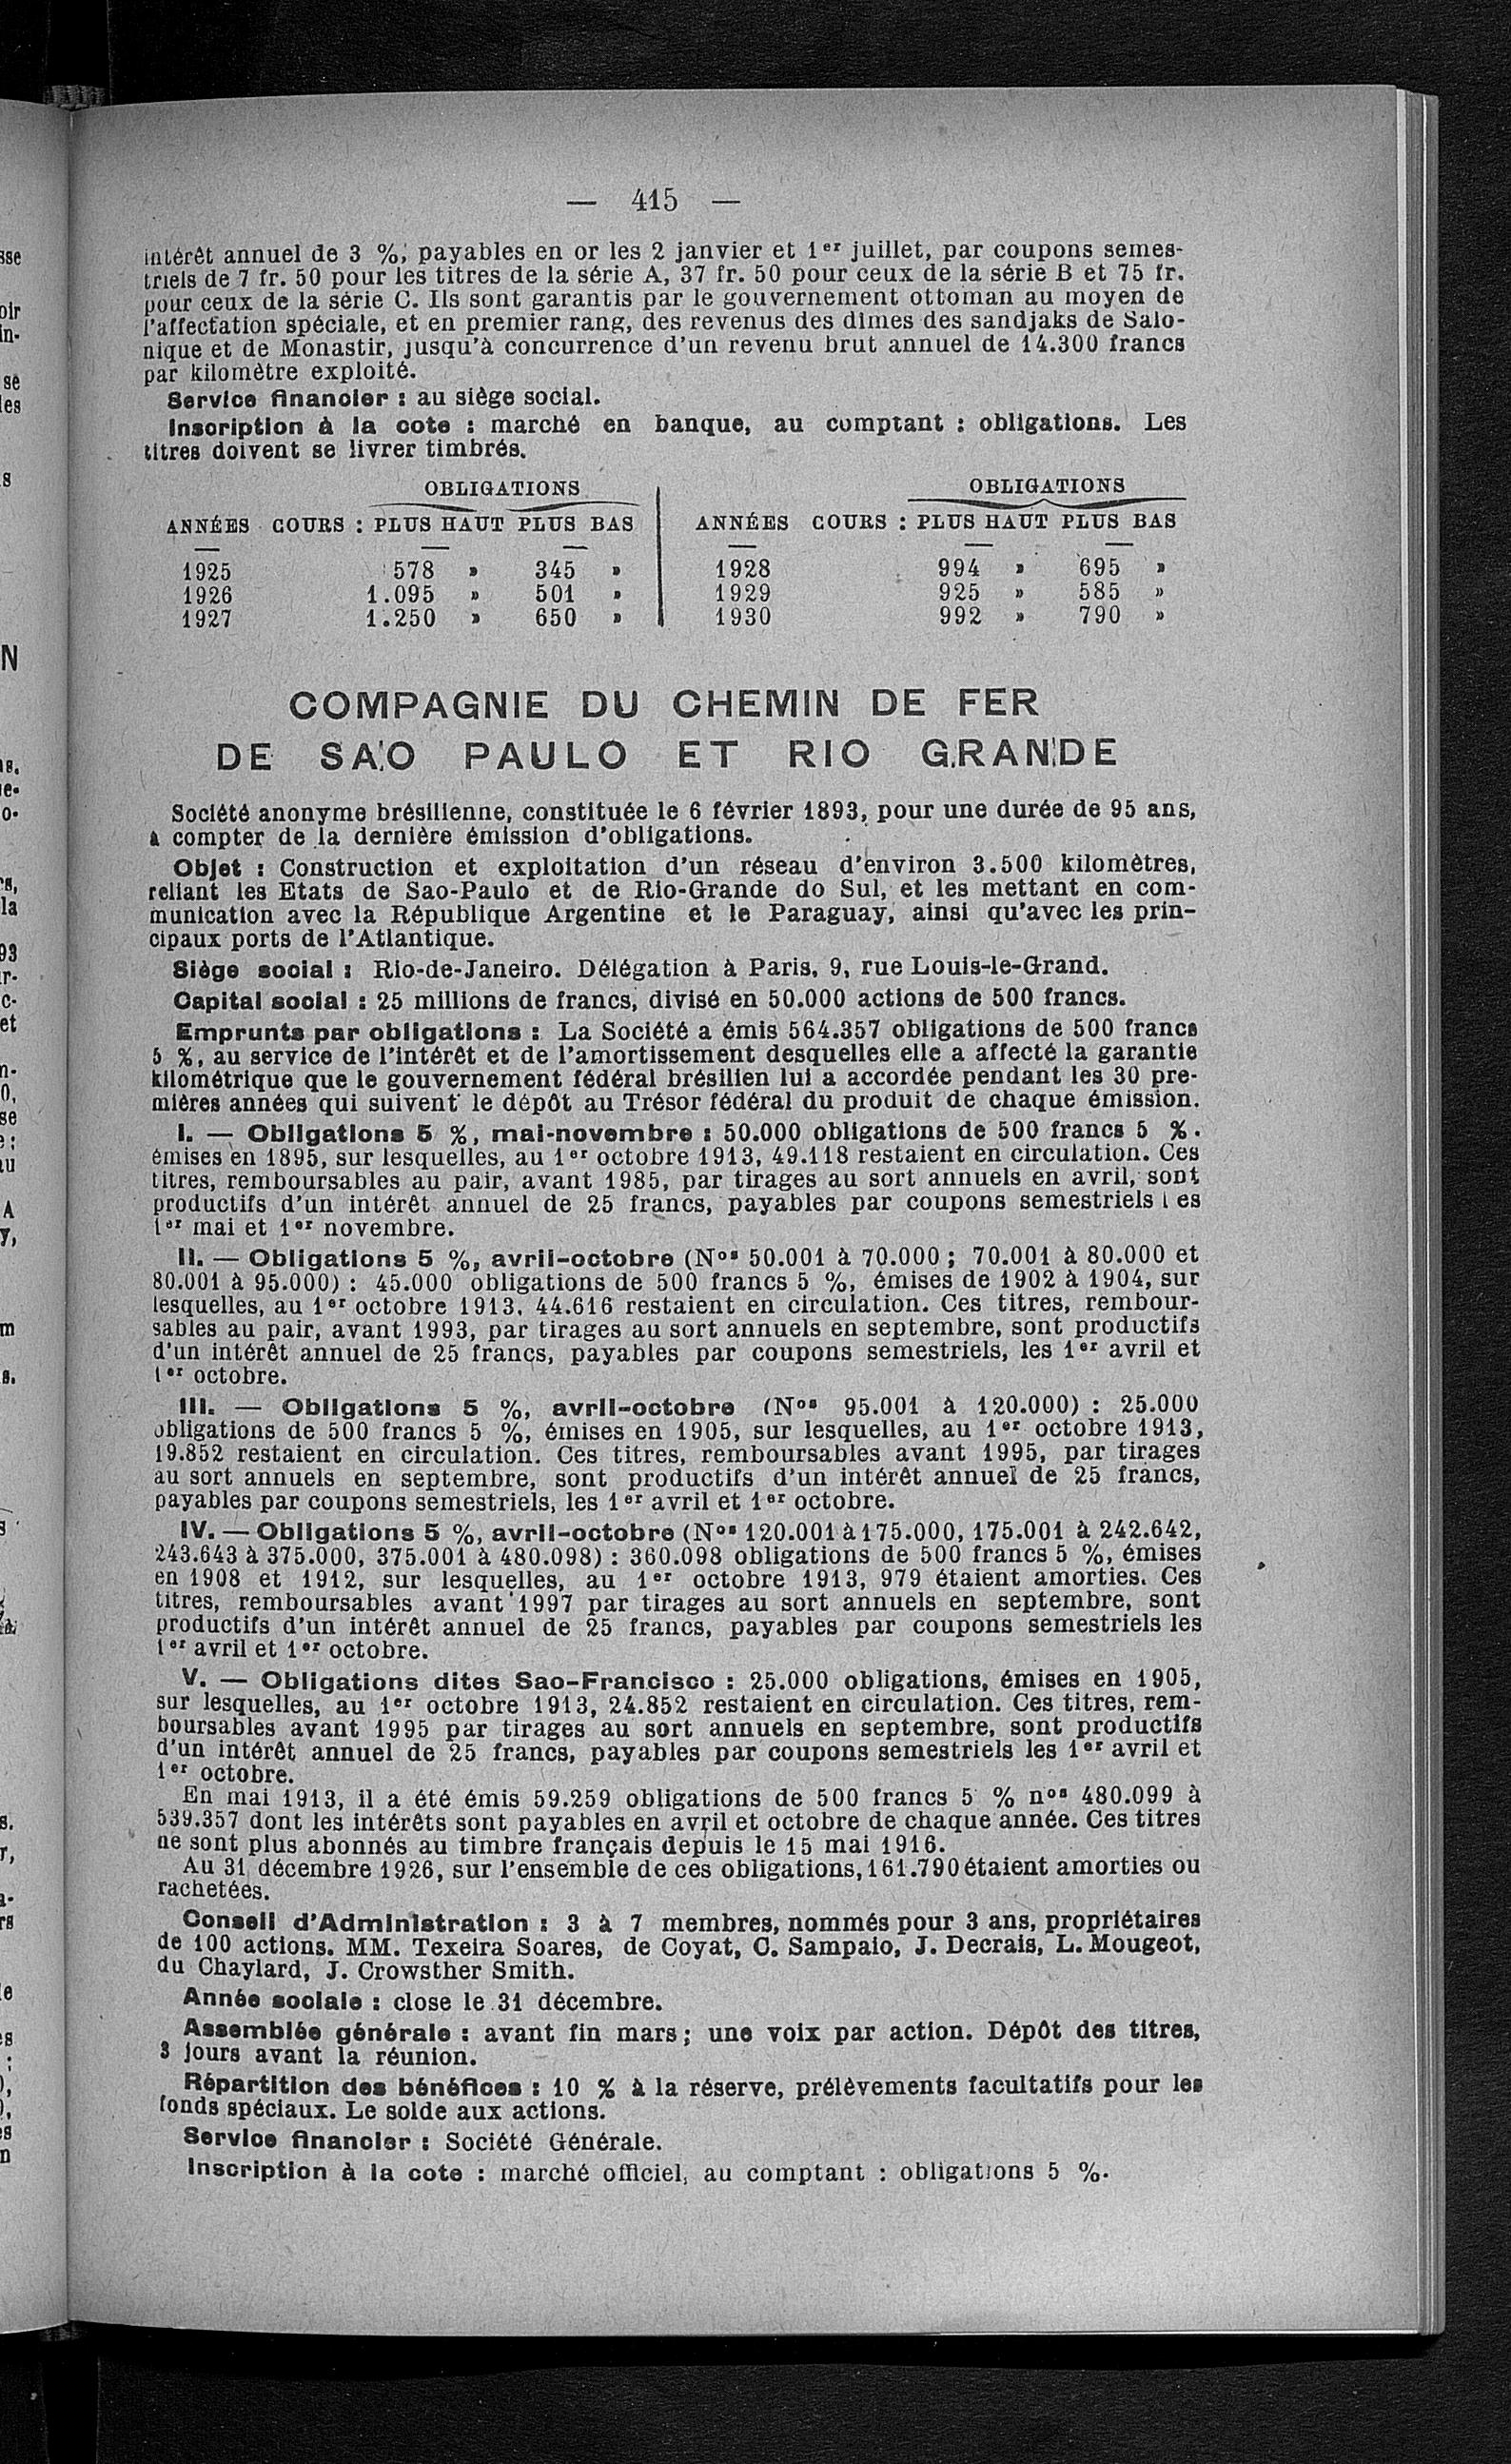 — 415 —
intérêt annuel de 3 %, payables en or les 2 janvier et 1er juillet, par coupons semes-
triels de 7 fr. 50 pour les titres de la série A, 37 fr. 50 pour ceux de la série B et 75 fr.
pour ceux de la série C. Ils sont garantis par le gouvernement ottoman au moyen de
l'affectation spéciale, et en premier rang, des revenus des dîmes des sandjaks de Salo-
nique et de Monastir, jusqu'à concurrence d'un revenu brut annuel de 14.300 francs
par kilomètre exploité.
Service financier : au siège social.
Inscription à la cote : marché en banque, au comptant : obligations. Les
titres doivent se livrer timbrés.
OBLIGATIONS OBLIGATIONS
ANNÉES COURS : PLUS HAUT PLUS BAS ANNÉES COURS : PLUS HAUT PLUS BAS
1925 578 » 345 » 1928 994 » 695 »
1926 1.095 » 501 » 1929 925 » 585 »
1927 1.250 » 650 » 1930 992 » 790 »
COMPAGNIE DU CHEMIN DE FER
DE SAO PAULO ET RIO GRANDE
Société anonyme brésilienne, constituée le 6 février 1893, pour une durée de 95 ans,
à compter de la dernière émission d'obligations.
Objet : Construction et exploitation d'un réseau d'environ 3.500 kilomètres,
reliant les Etats de Sao-Paulo et de Rio-Grande do Sul, et les mettant en com-
munication avec la République Argentine et le Paraguay, ainsi qu'avec les prin-
cipaux ports de l'Atlantique.
Siège social : Rio-de-Janeiro. Délégation à Paris, 9, rue Louis-le-Grand.
Capital social : 25 millions de francs, divisé en 50.000 actions de 500 francs.
Emprunts par obligations : La Société a émis 564.357 obligations de 500 francs
5 %, au service de l'intérêt et de l'amortissement desquelles elle a affecté la garantie
kilométrique que le gouvernement fédéral brésilien lui a accordée pendant les 30 pre-
mières années qui suivent le dépôt au Trésor fédéral du produit de chaque émission.
I. — Obligations 5 %, mai-novembre : 50.000 obligations de 500 francs 5 %.
émises en 1895, sur lesquelles, au 1er octobre 1913, 49.118 restaient en circulation. Ces
titres, remboursables au pair, avant 1985, par tirages au sort annuels en avril, sont
productifs d'un intérêt annuel de 25 francs, payables par coupons semestriels les
1er mai et 1er novembre.
II. — Obligations 5 %, avril-octobre (Nos 50.001 à 70.000 ; 70.001 à 80.000 et
80.001 à 95.000) : 45.000 obligations de 500 francs 5 %, émises de 1902 à 1904, sur
lesquelles, au 1er octobre 1913, 44.616 restaient en circulation. Ces titres, rembour-
sables au pair, avant 1993, par tirages au sort annuels en septembre, sont productifs
d'un intérêt annuel de 25 francs, payables par coupons semestriels, les 1er avril et
1er octobre.
III. — Obligations 5 %, avril-octobre (Nos 95.001 à 120.000) : 25.000
obligations de 500 francs 5 %, émises en 1905, sur lesquelles, au 1er octobre 1913,
19.852 restaient en circulation. Ces titres, remboursables avant 1995, par tirages
au sort annuels en septembre, sont productifs d'un intérêt annuel de 25 francs,
payables par coupons semestriels, les 1er avril et 1er octobre.
IV. — Obligations 5 %, avril-octobre (Nos 120.001 à 175.000, 175.001 à 242.642,
243.643 à 375.000, 375.001 à 480.098) : 360.098 obligations de 500 francs 5 %, émises
en 1908 et 1912, sur lesquelles, au 1er octobre 1913, 979 étaient amorties. Ces
titres, remboursables avant 1997 par tirages au sort annuels en septembre, sont
productifs d'un intérêt annuel de 25 francs, payables par coupons semestriels les
1er avril et 1er octobre.
V. — Obligations dites Sao-Francisco : 25.000 obligations, émises en 1905,
sur lesquelles, au 1er octobre 1913, 24.852 restaient en circulation. Ces titres, rem-
boursables avant 1995 par tirages au sort annuels en septembre, sont productifs
d'un intérêt annuel de 25 francs, payables par coupons semestriels les 1er avril et
1er octobre.
En mai 1913, il a été émis 59.259 obligations de 500 francs 5 % nos 480.099 à
539.357 dont les intérêts sont payables en avril et octobre de chaque année. Ces titres
ne sont plus abonnés au timbre français depuis le 15 mai 1916.
Au 31 décembre 1926, sur l'ensemble de ces obligations, 161.790 étaient amorties ou
rachetées.
Conseil d'Administration : 3 à 7 membres, nommés pour 3 ans, propriétaires
de 100 actions. MM. Texeira Soares, de Coyat, C. Sampaio, J. Decrais, L. Mougeot,
du Chaylard, J. Crowsther Smith.
Année sociale : close le 31 décembre.
Assemblée générale : avant fin mars ; une voix par action. Dépôt des titres,
3 jours avant la réunion.
Répartition des bénéfices : 10 % à la réserve, prélèvements facultatifs pour les
fonds spéciaux. Le solde aux actions.
Service financier : Société Générale.
Inscription à la cote : marché officiel, au comptant : obligations 5 %.